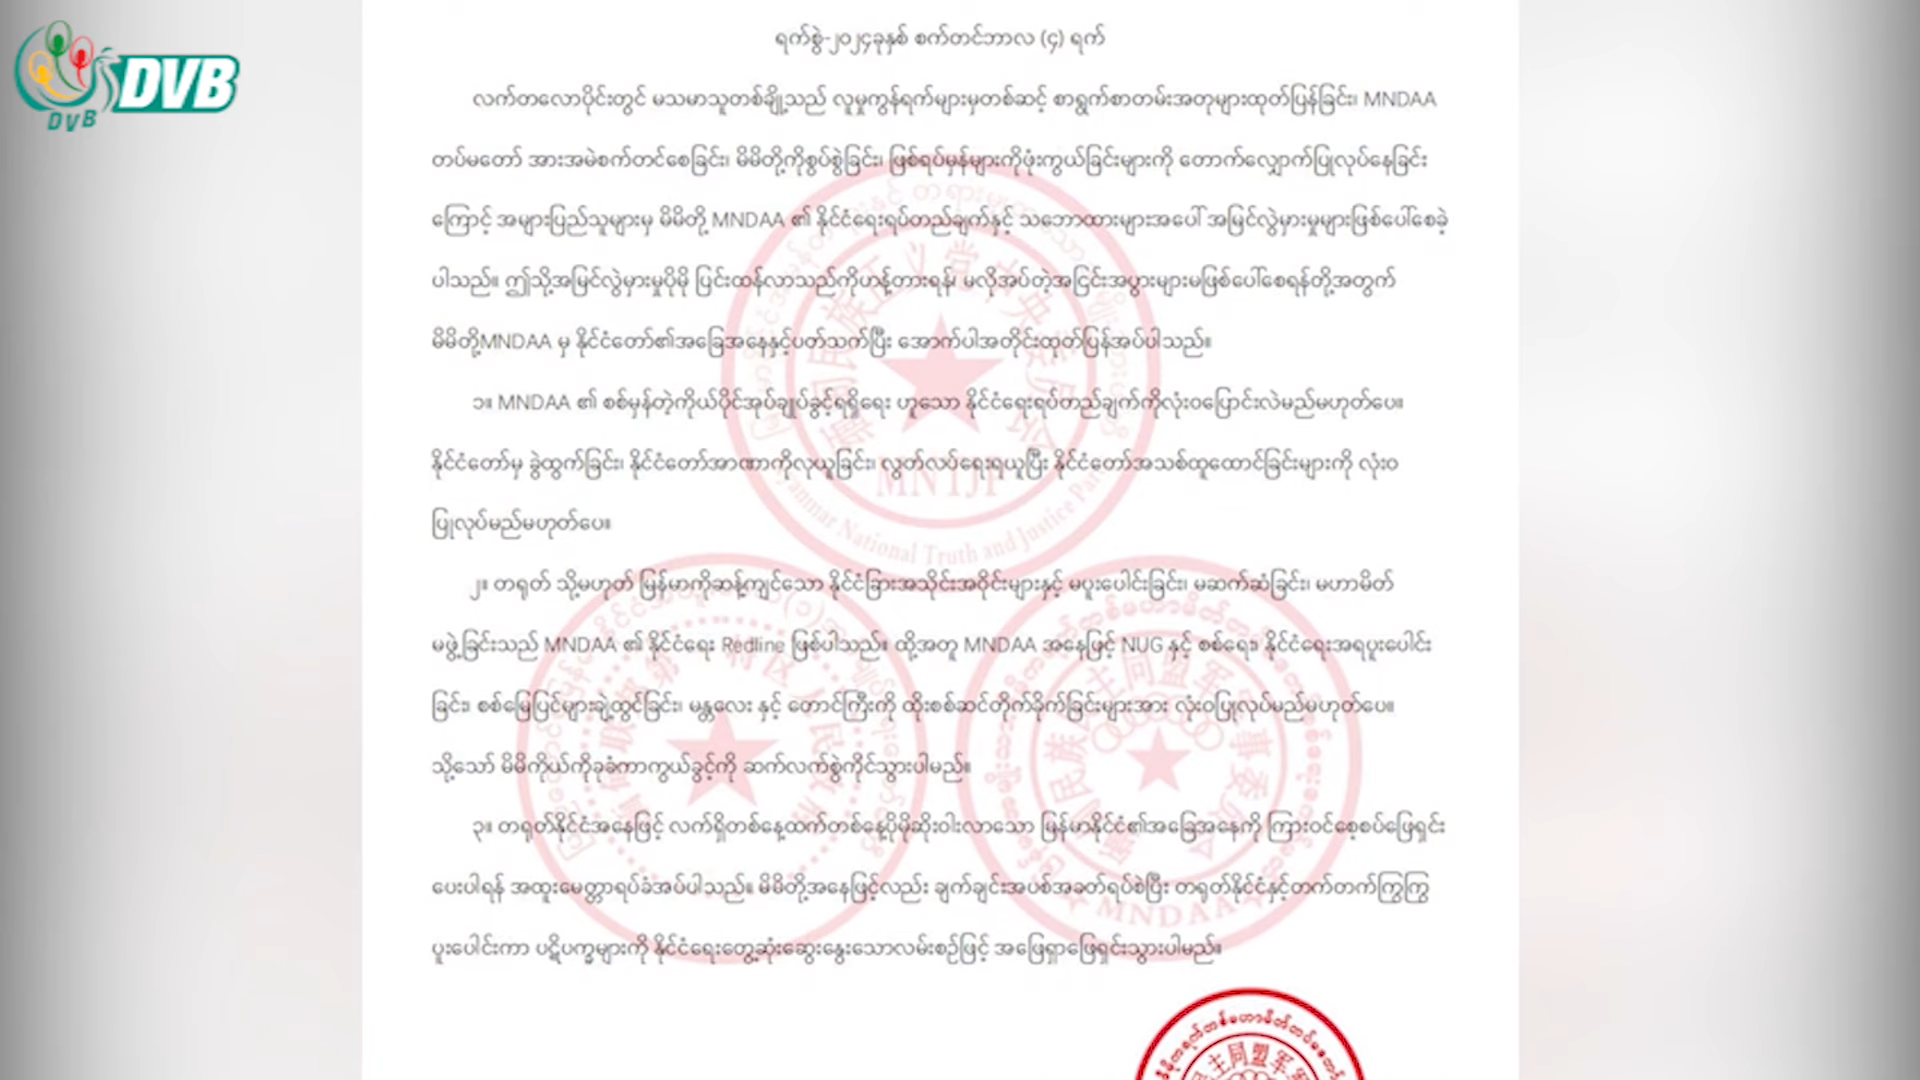 DVB
DVB
ရက်စွဲ-၂၀၂၄ခုနှစ် စက်တင်ဘာလ (၄) ရက်
လက်တလောပိုင်းတွင် မသမာသူတစ်ချို့သည် လူမှုကွန်ရက်များမှတစ်ဆင့် စာရွက်စာတမ်းအတုများထုတ်ပြန်ခြင်း၊ MNDAA
တပ်မတော် အားအမဲစက်တင်စေခြင်း၊ မိမိတို့ကိုစွပ်စွဲခြင်း၊ ဖြစ်ရပ်မှန်များကိုဖုံးကွယ်ခြင်းများကို တောက်လျှောက်ပြုလုပ်နေခြင်း
ကြောင့် အများပြည်သူများမှ မိမိတို့ MNDAA ၏ နိုင်ငံရေးရပ်တည်ချက်နှင့် သဘောထားများအပေါ် အမြင်လွဲမှားမှုများဖြစ်ပေါ်စေခဲ့
ပါသည်။ ဤသို့အမြင်လွဲမှားမှုပိုမို ပြင်းထန်လာသည်ကိုဟန့်တားရန်၊ မလိုအပ်တဲ့အငြင်းအပွားများမဖြစ်ပေါ်စေရန်တို့အတွက်
မိမိတို့MNDAA မှ နိုင်ငံတော်၏အခြေအနေနှင့်ပတ်သက်ပြီး အောက်ပါအတိုင်းထုတ်ပြန်အပ်ပါသည်။
၁။ MNDAA ၏ စစ်မှန်တဲ့ကိုယ်ပိုင်အုပ်ချုပ်ခွင့်ရရှိရေး ဟူသော နိုင်ငံရေးရပ်တည်ချက်ကိုလုံးဝပြောင်းလဲမည်မဟုတ်ပေ။
နိုင်ငံတော်မှ ခွဲထွက်ခြင်း၊ နိုင်ငံတော်အာဏာကိုလုယူခြင်း၊ လွတ်လပ်ရေးရယူပြီး နိုင်ငံတော်အသစ်ထူထောင်ခြင်းများကို လုံးဝ
ပြုလုပ်မည်မဟုတ်ပေ။
၂။ တရုတ် သို့မဟုတ် မြန်မာကိုဆန့်ကျင်သော နိုင်ငံခြားအသိုင်းအဝိုင်းများနှင့် မပူးပေါင်းခြင်း၊ မဆက်ဆံခြင်း၊ မဟာမိတ်
မဖွဲ့ခြင်းသည် MNDAA ၏ နိုင်ငံရေး Redline ဖြစ်ပါသည်။ ထို့အတူ MNDAA အနေဖြင့် NUG နှင့် စစ်ရေး၊ နိုင်ငံရေးအရပူးပေါင်း
ခြင်း၊ စစ်မြေပြင်များချဲ့ထွင်ခြင်း၊ မန္တလေး နှင့် တောင်ကြီးကို ထိုးစစ်ဆင်တိုက်ခိုက်ခြင်းများအား လုံးဝပြုလုပ်မည်မဟုတ်ပေ။
သို့သော် မိမိကိုယ်ကိုခုခံကာကွယ်ခွင့်ကို ဆက်လက်စွဲကိုင်သွားပါမည်။
၃။ တရုတ်နိုင်ငံအနေဖြင့် လက်ရှိတစ်နေ့ထက်တစ်နေ့ပိုမိုဆိုးဝါးလာသော မြန်မာနိုင်ငံ၏အခြေအနေကို ကြားဝင်စေ့စပ်ဖြေရှင်း
ပေးပါရန် အထူးမေတ္တာရပ်ခံအပ်ပါသည်။ မိမိတို့အနေဖြင့်လည်း ချက်ချင်းအပစ်အခတ်ရပ်စဲပြီး တရုတ်နိုင်ငံနှင့်တက်တက်ကြွကြွ
ပူးပေါင်းကာ ပဋိပက္ခများကို နိုင်ငံရေးတွေ့ဆုံးဆွေးနွေးသောလမ်းစဉ်ဖြင့် အဖြေရှာဖြေရှင်းသွားပါမည်။
MNTJP
Myanmar National Truth and Justice Party
MNDAA
主同盟军